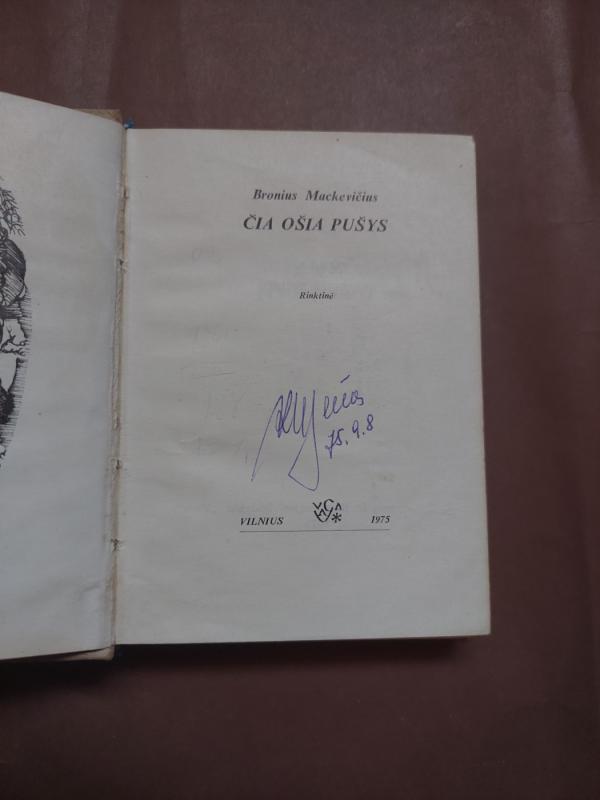 Bronius Mackevičius
ČIA OŠIA PUŠYS
Rinktinė
75.9.8
VILNIUS
1975